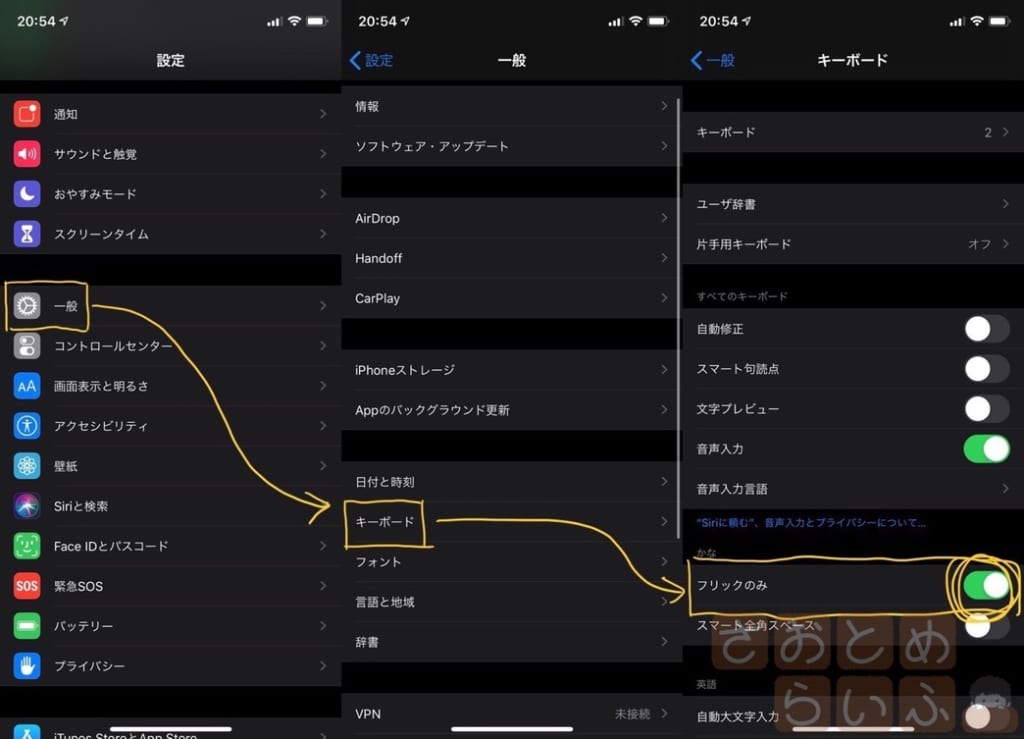 20:54
設定
通知
サウンドと触覚
おやすみモード
スクリーンタイム
一般
コントロールセンター
AA
画面表示と明るさ
アクセシビリティ
壁紙
Siriと検索
Face IDとパスコード
SOS
緊急SOS
バッテリー
プライバシー
iTunes StoreとApp Store
20:54
設定
一般
情報
ソフトウェア・アップデート
AirDrop
Handoff
CarPlay
iPhoneストレージ
Appのバックグラウンド更新
日付と時刻
キーボード
フォント
言語と地域
辞書
VPN 未接続
20:54
一般
キーボード
キーボード 2
ユーザ辞書
片手用キーボード オフ
すべてのキーボード
自動修正
スマート句読点
文字プレビュー
音声入力
音声入力言語
“Siriに頼む”、音声入力とプライバシーについて...
かな
フリックのみ
スマート全角スペース
英語
自動大文字入力
さおとめ
らいふ